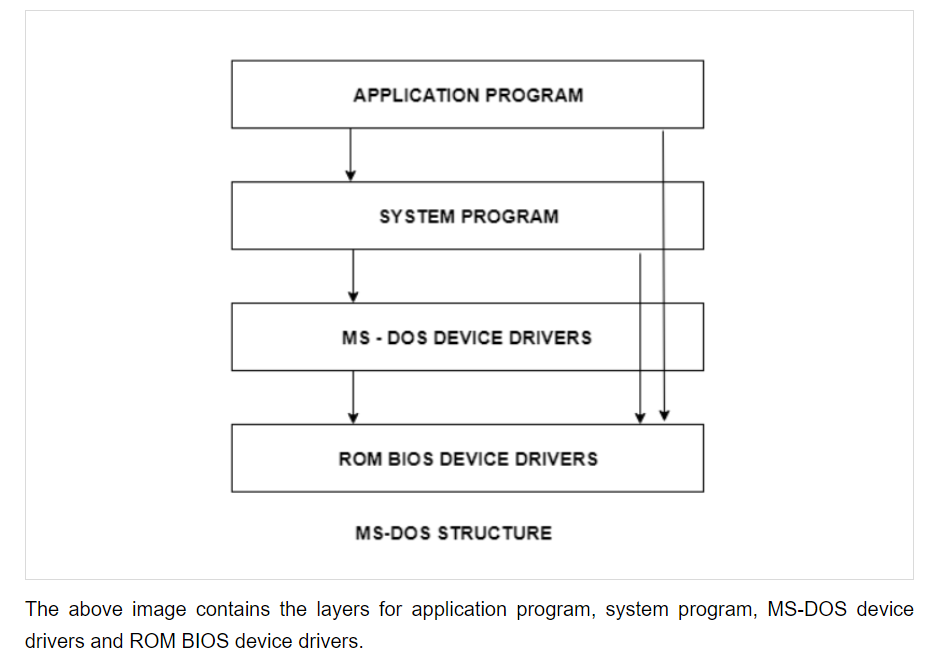 APPLICATION PROGRAM
SYSTEM PROGRAM
MS - DOS DEVICE DRIVERS
ROM BIOS DEVICE DRIVERS
MS-DOS STRUCTURE
The above image contains the layers for application program, system program, MS-DOS device
drivers and ROM BIOS device drivers.